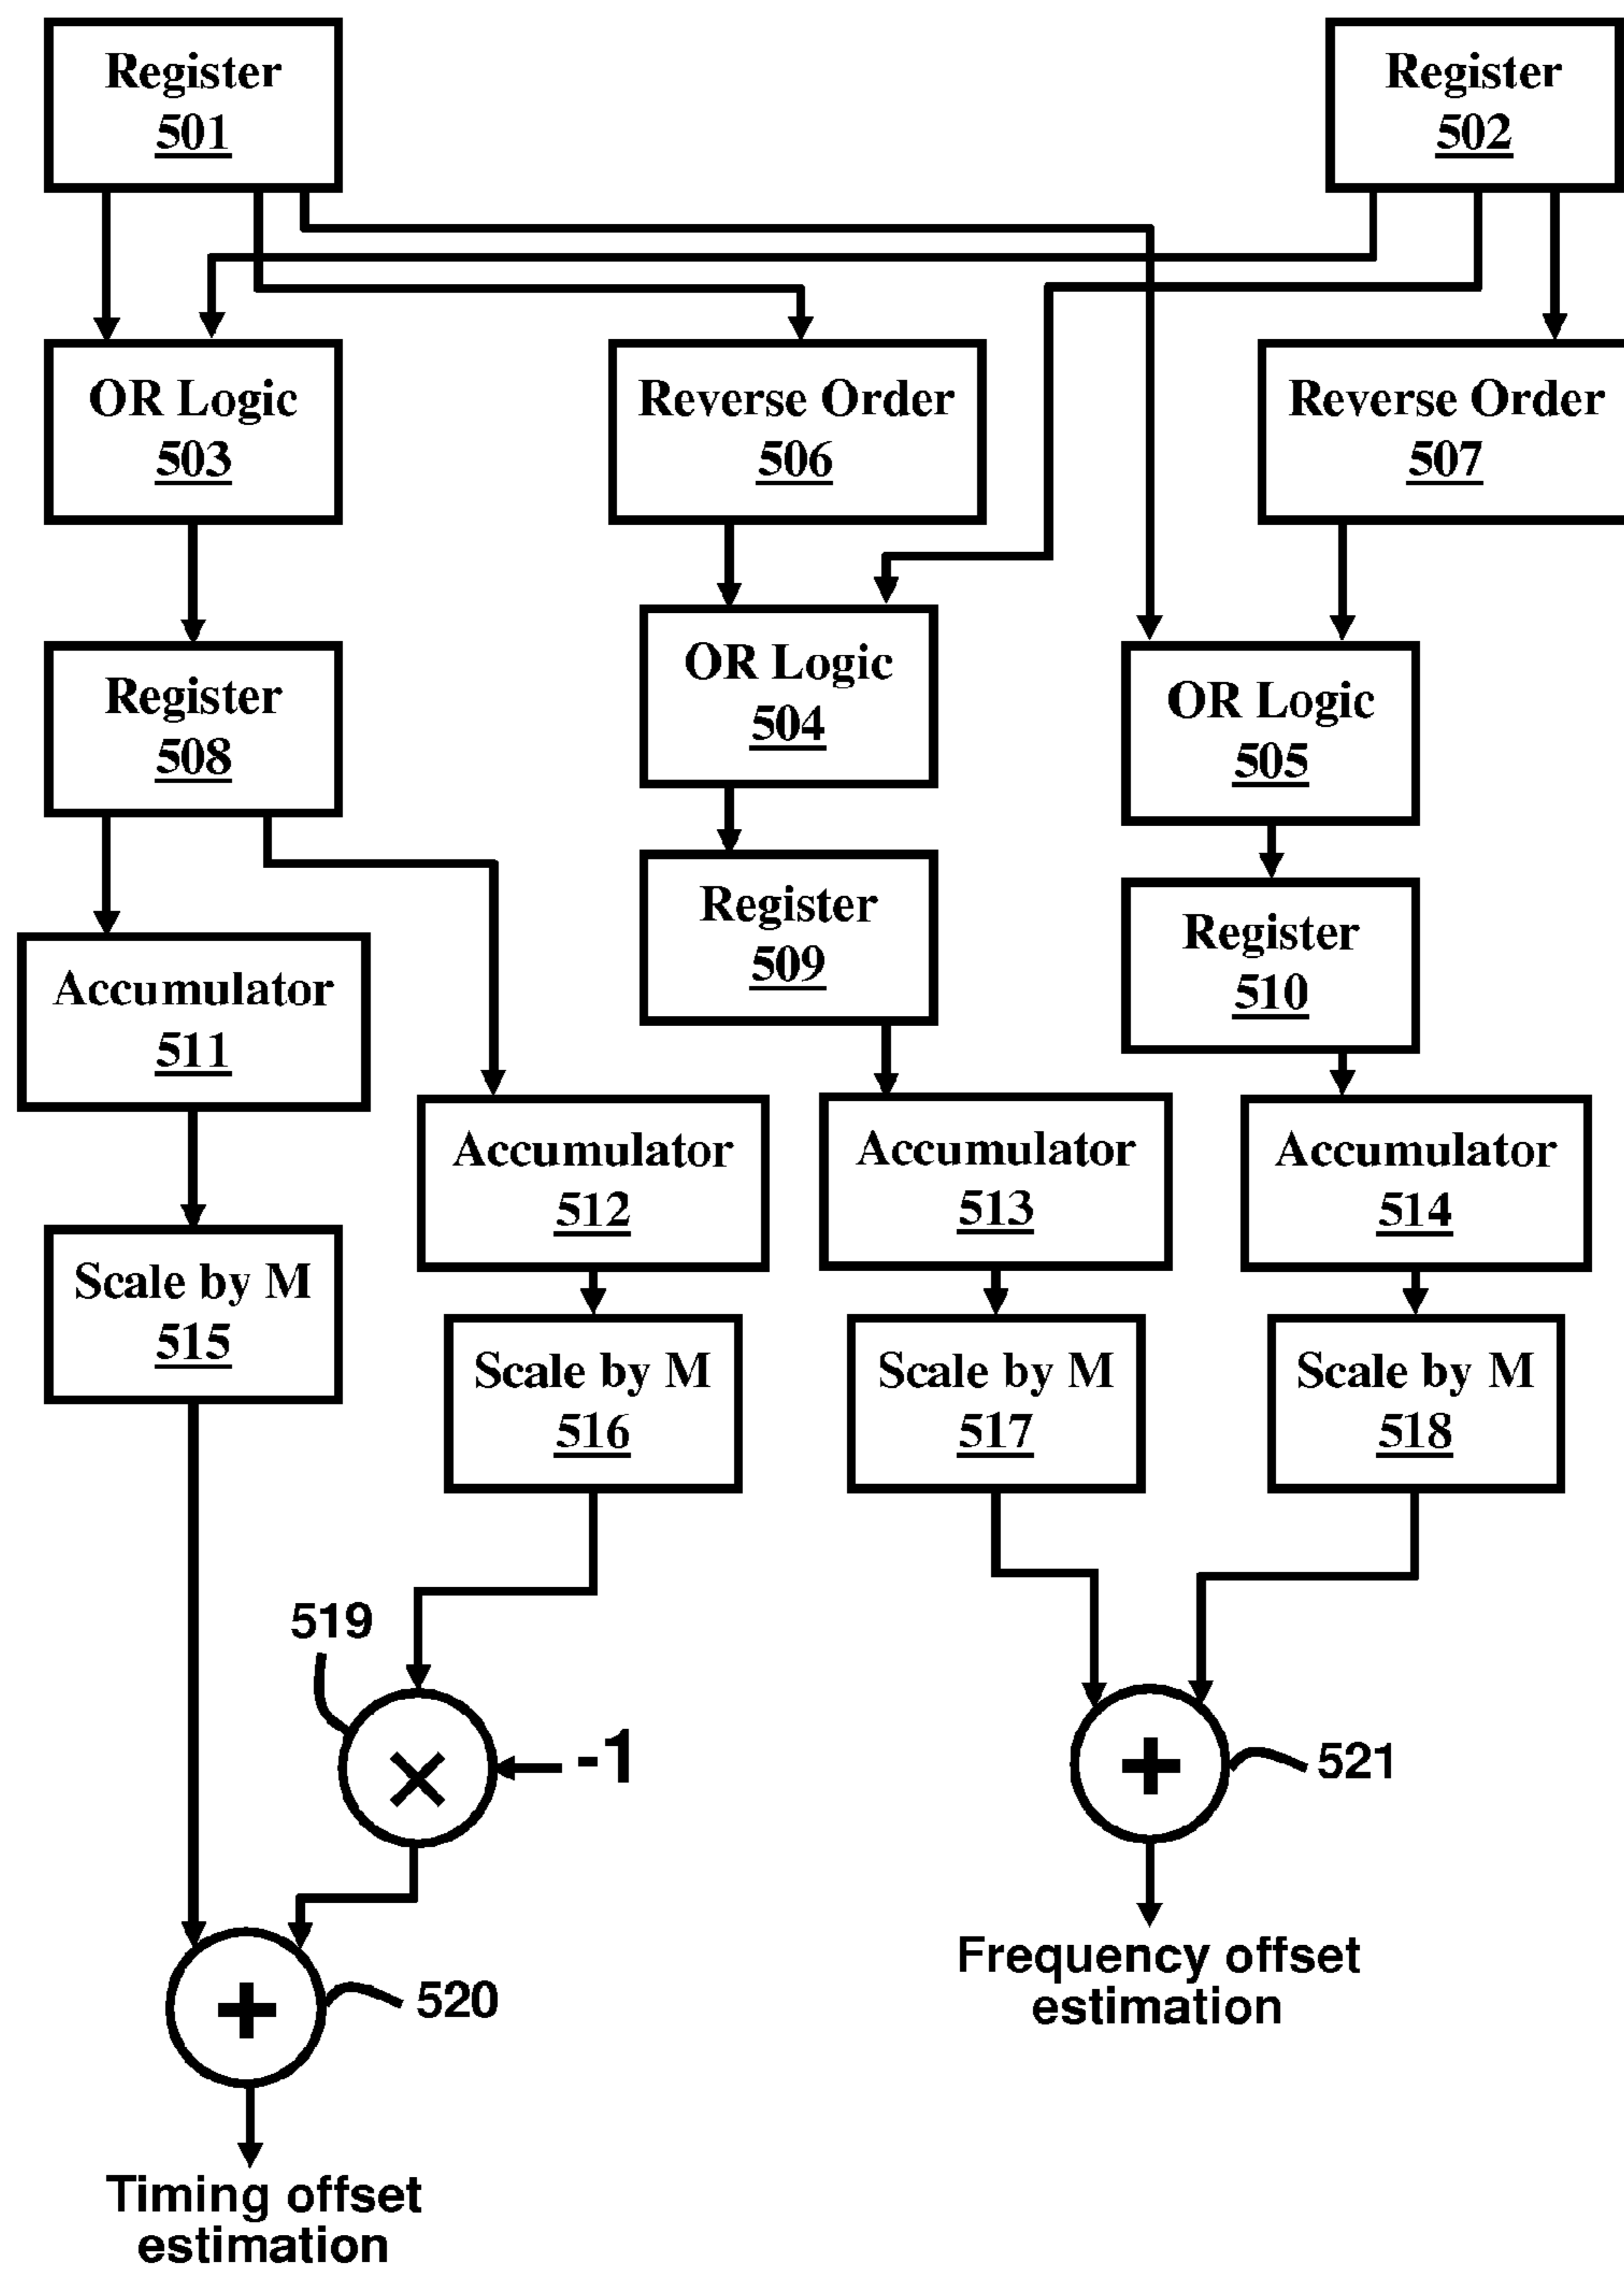 Register
501
Register
502
OR Logic
503
Reverse Order
506
Reverse Order
507
OR Logic
504
Register
508
OR Logic
505
Register
509
Register
510
Accumulator
511
Accumulator
512
Accumulator
513
Accumulator
514
Scale by M
515
Scale by M
516
Scale by M
517
Scale by M
518
519
×
-1
+
521
Frequency offset
estimation
+
520
Timing offset
estimation